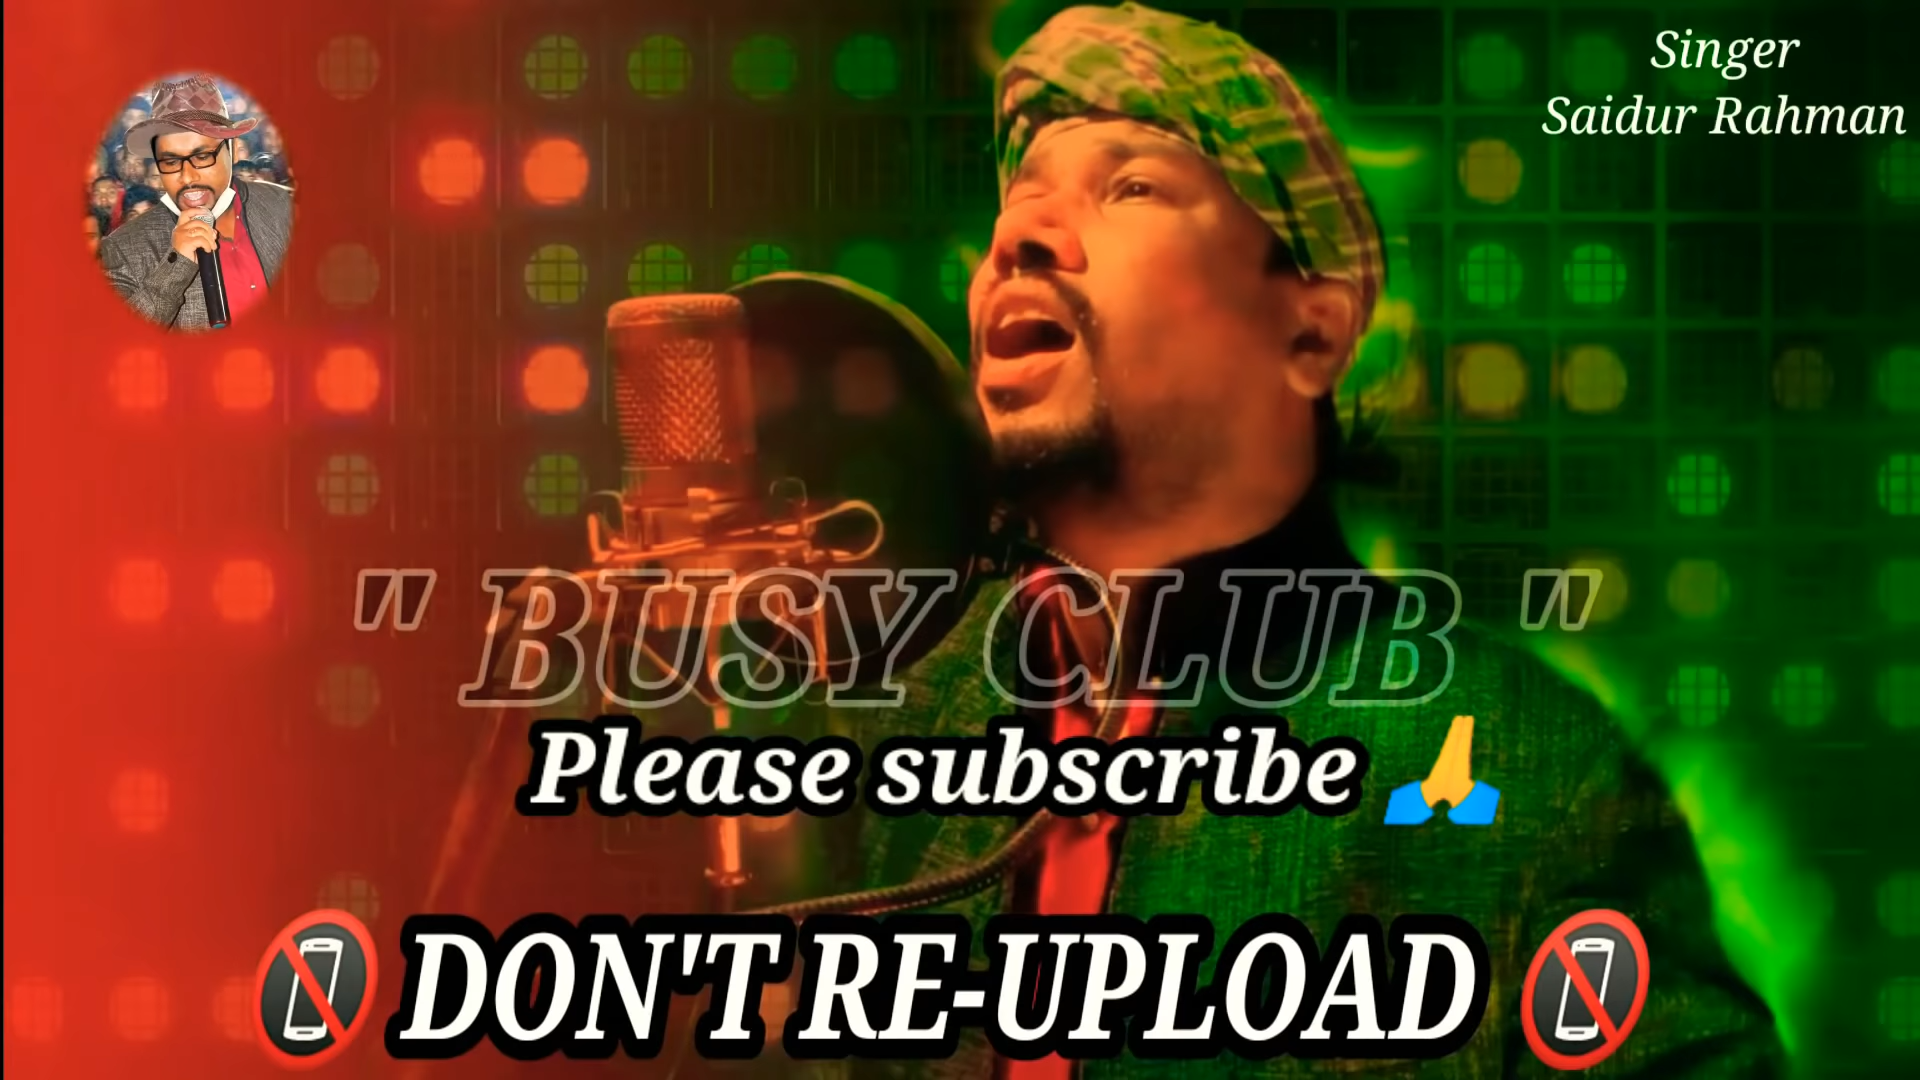 Singer
Saidur Rahman
" BUSY CLUB "
Please subscribe 🙏
DON'T RE-UPLOAD